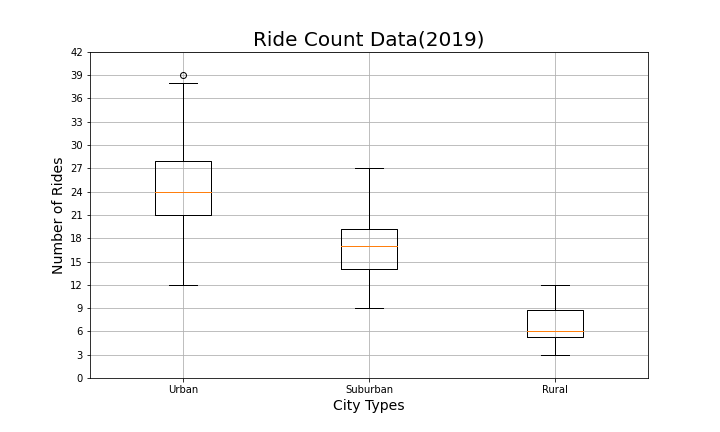 Ride Count Data(2019)
Number of Rides
42
39
36
33
30
27
24
21
18
15
12
9
6
3
0
Urban
Suburban
Rural
City Types